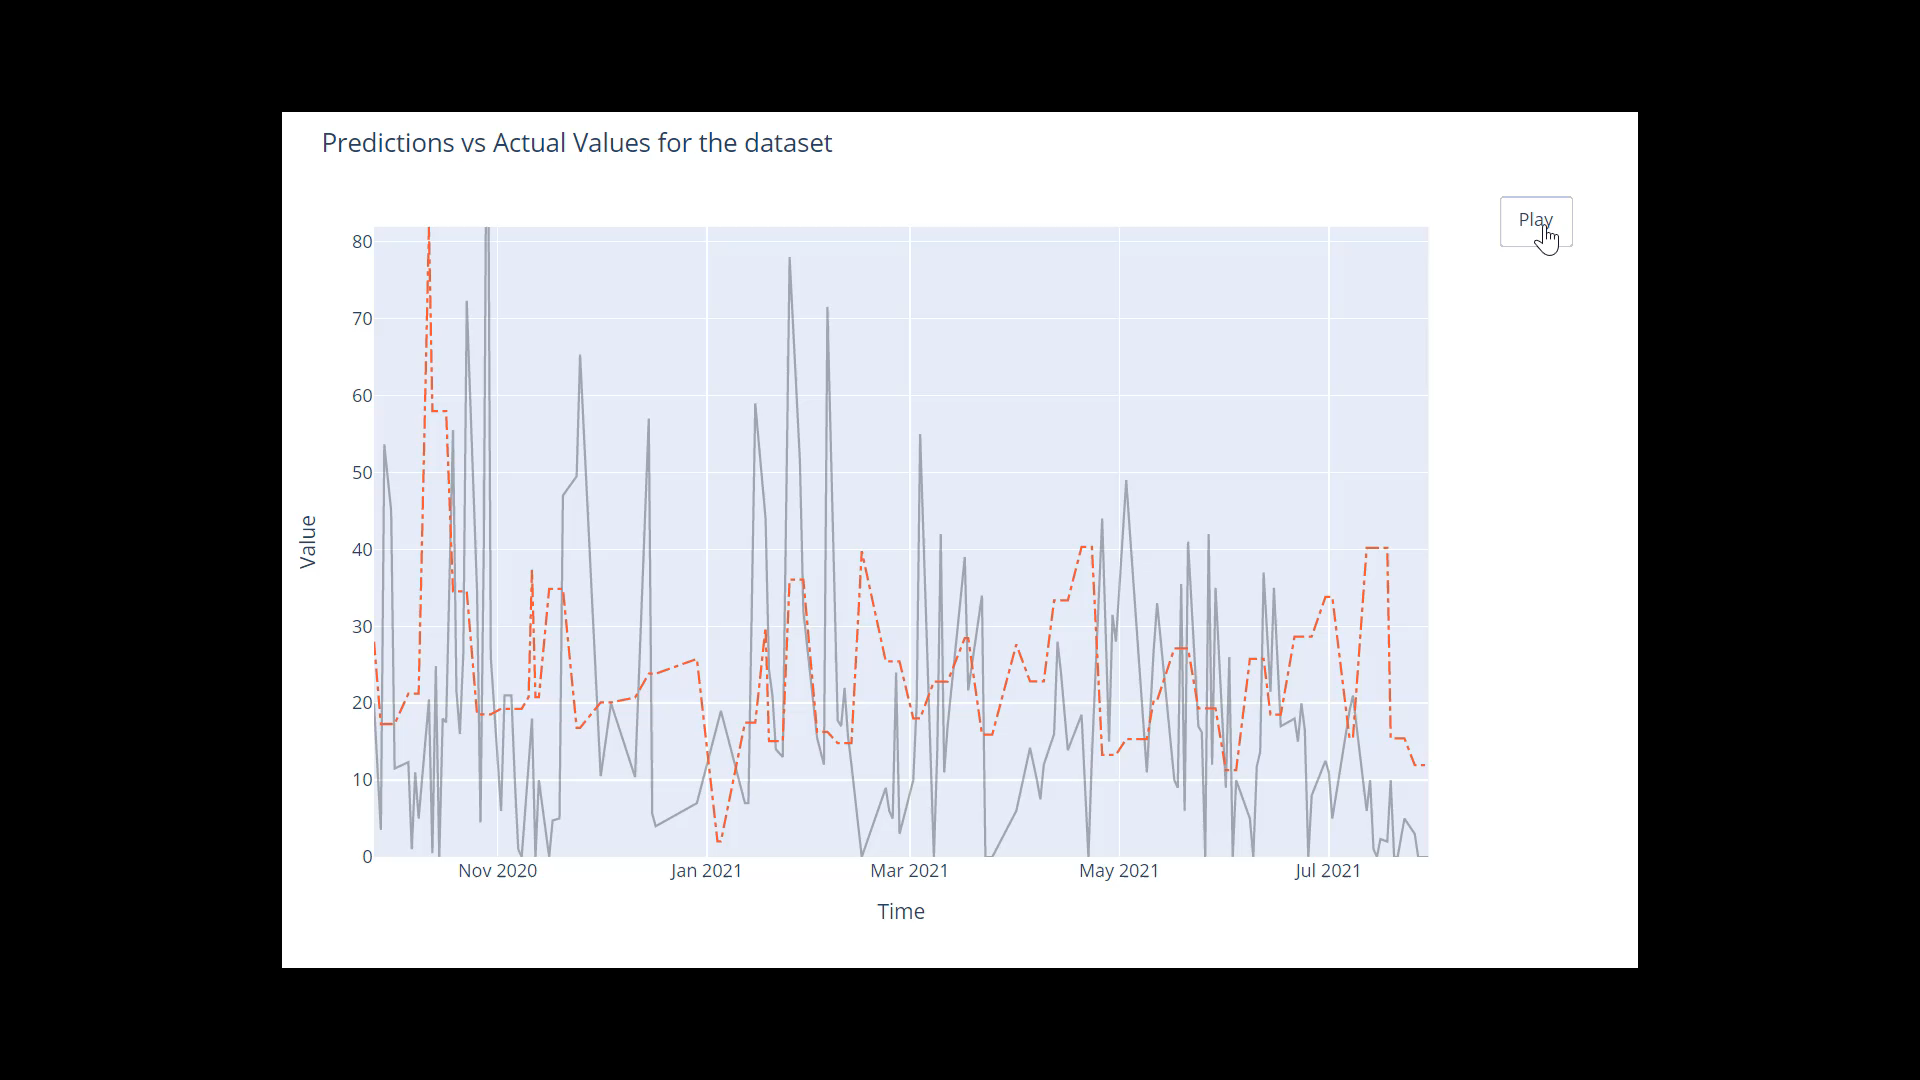 Predictions vs Actual Values for the dataset
Play
80
70
60
50
40
30
20
10
0
Value
Nov 2020
Jan 2021
Mar 2021
May 2021
Jul 2021
Time